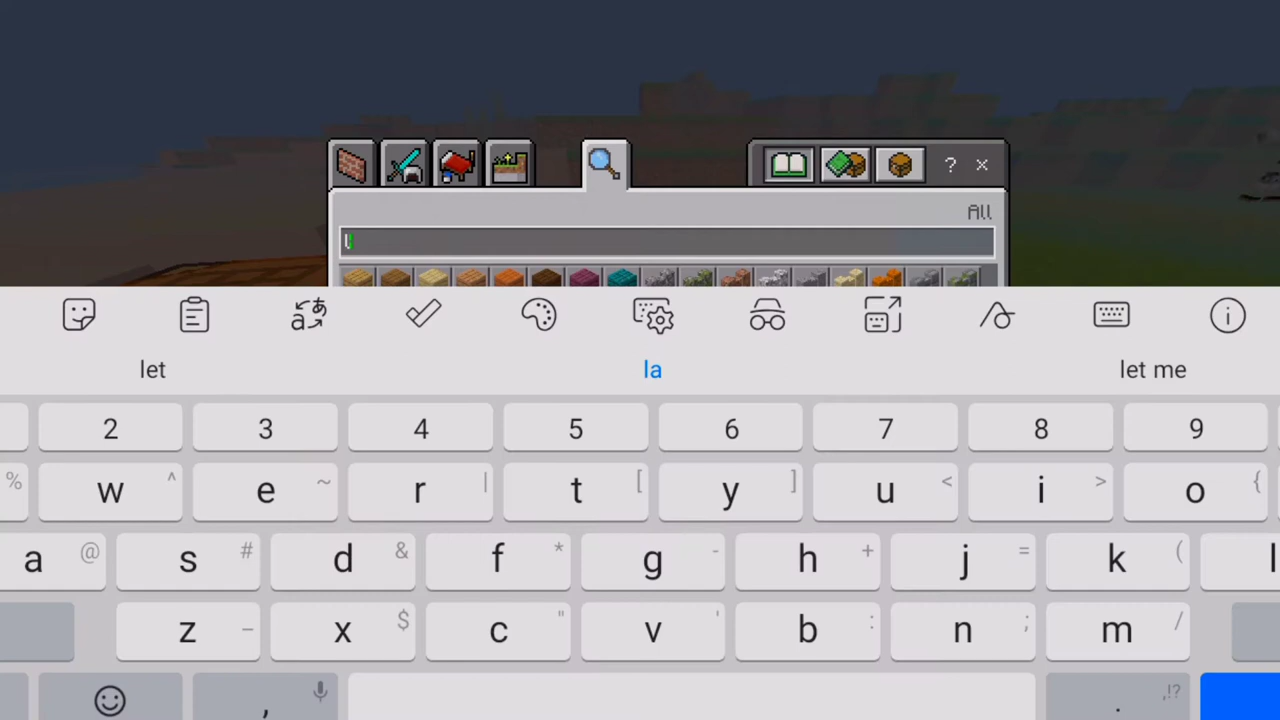 ? ×
All
l
let la let me
2 3 4 5 6 7 8 9
% w ^ e ~ r | t [ y ] u < i > o {
a @ s # d & f * g - h + j = k ( l
z _ x $ c " v ' b : n ; m /
, . ,!?